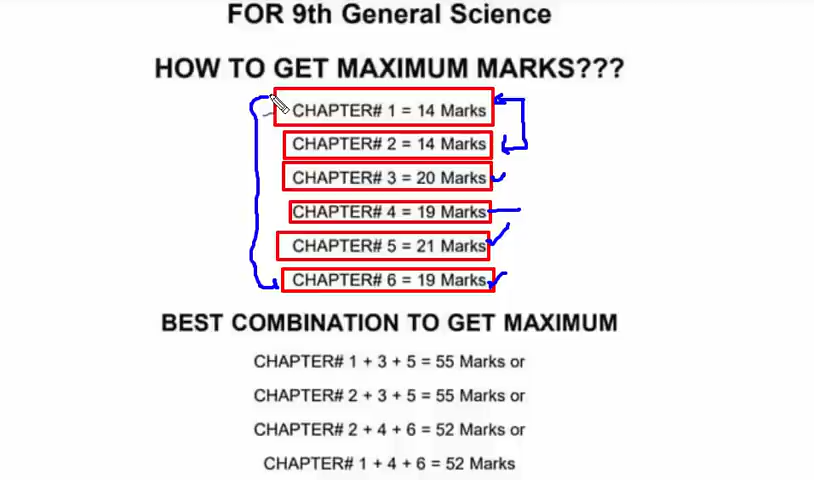 FOR 9th General Science
HOW TO GET MAXIMUM MARKS???
CHAPTER# 1 = 14 Marks
CHAPTER# 2 = 14 Marks
CHAPTER# 3 = 20 Marks
CHAPTER# 4 = 19 Marks
CHAPTER# 5 = 21 Marks
CHAPTER# 6 = 19 Marks
BEST COMBINATION TO GET MAXIMUM
CHAPTER# 1 + 3 + 5 = 55 Marks or
CHAPTER# 2 + 3 + 5 = 55 Marks or
CHAPTER# 2 + 4 + 6 = 52 Marks or
CHAPTER# 1 + 4 + 6 = 52 Marks